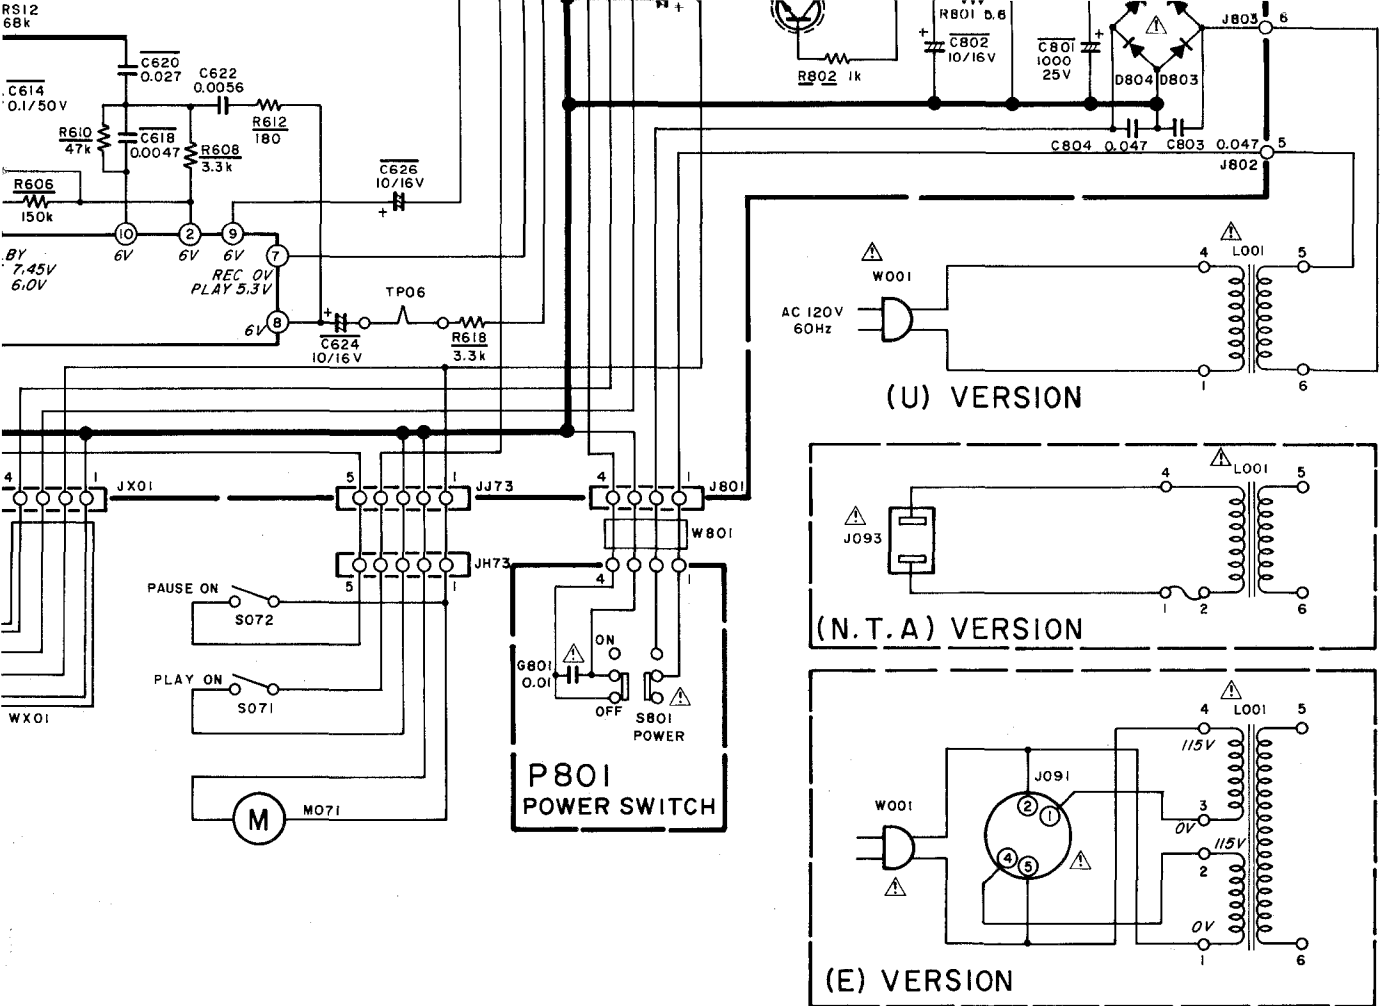 RS12
68k
C620
0.027
C614
0.1/50V
C622
0.0056
R612
180
R610
47k
C618
0.0047
R608
3.3k
R606
150k
C626
10/16V
+
10
2
9
6V
6V
6V
BY
7.45V
6.0V
7
REC 0V
PLAY 5.3V
8
6V
+
C624
10/16V
TP06
R618
3.3k
+
R801 5.6
R802 1k
+
C802
10/16V
+
C801
1000
25V
D804
D803
J803
6
C804 0.047
C803 0.047
5
J802
W001
AC 120V
60Hz
4
L001
5
1
6
(U) VERSION
4
1
JX01
5
1
JJ73
4
1
J801
W801
JH73
5
1
4
1
PAUSE ON
S072
PLAY ON
S071
WX01
M
M071
ON
G801
0.01
OFF
S801
POWER
P801
POWER SWITCH
J093
4
L001
5
1
2
6
(N.T.A) VERSION
W001
J091
2
1
4
5
4
L001
5
115V
3
0V
115V
2
0V
1
6
(E) VERSION